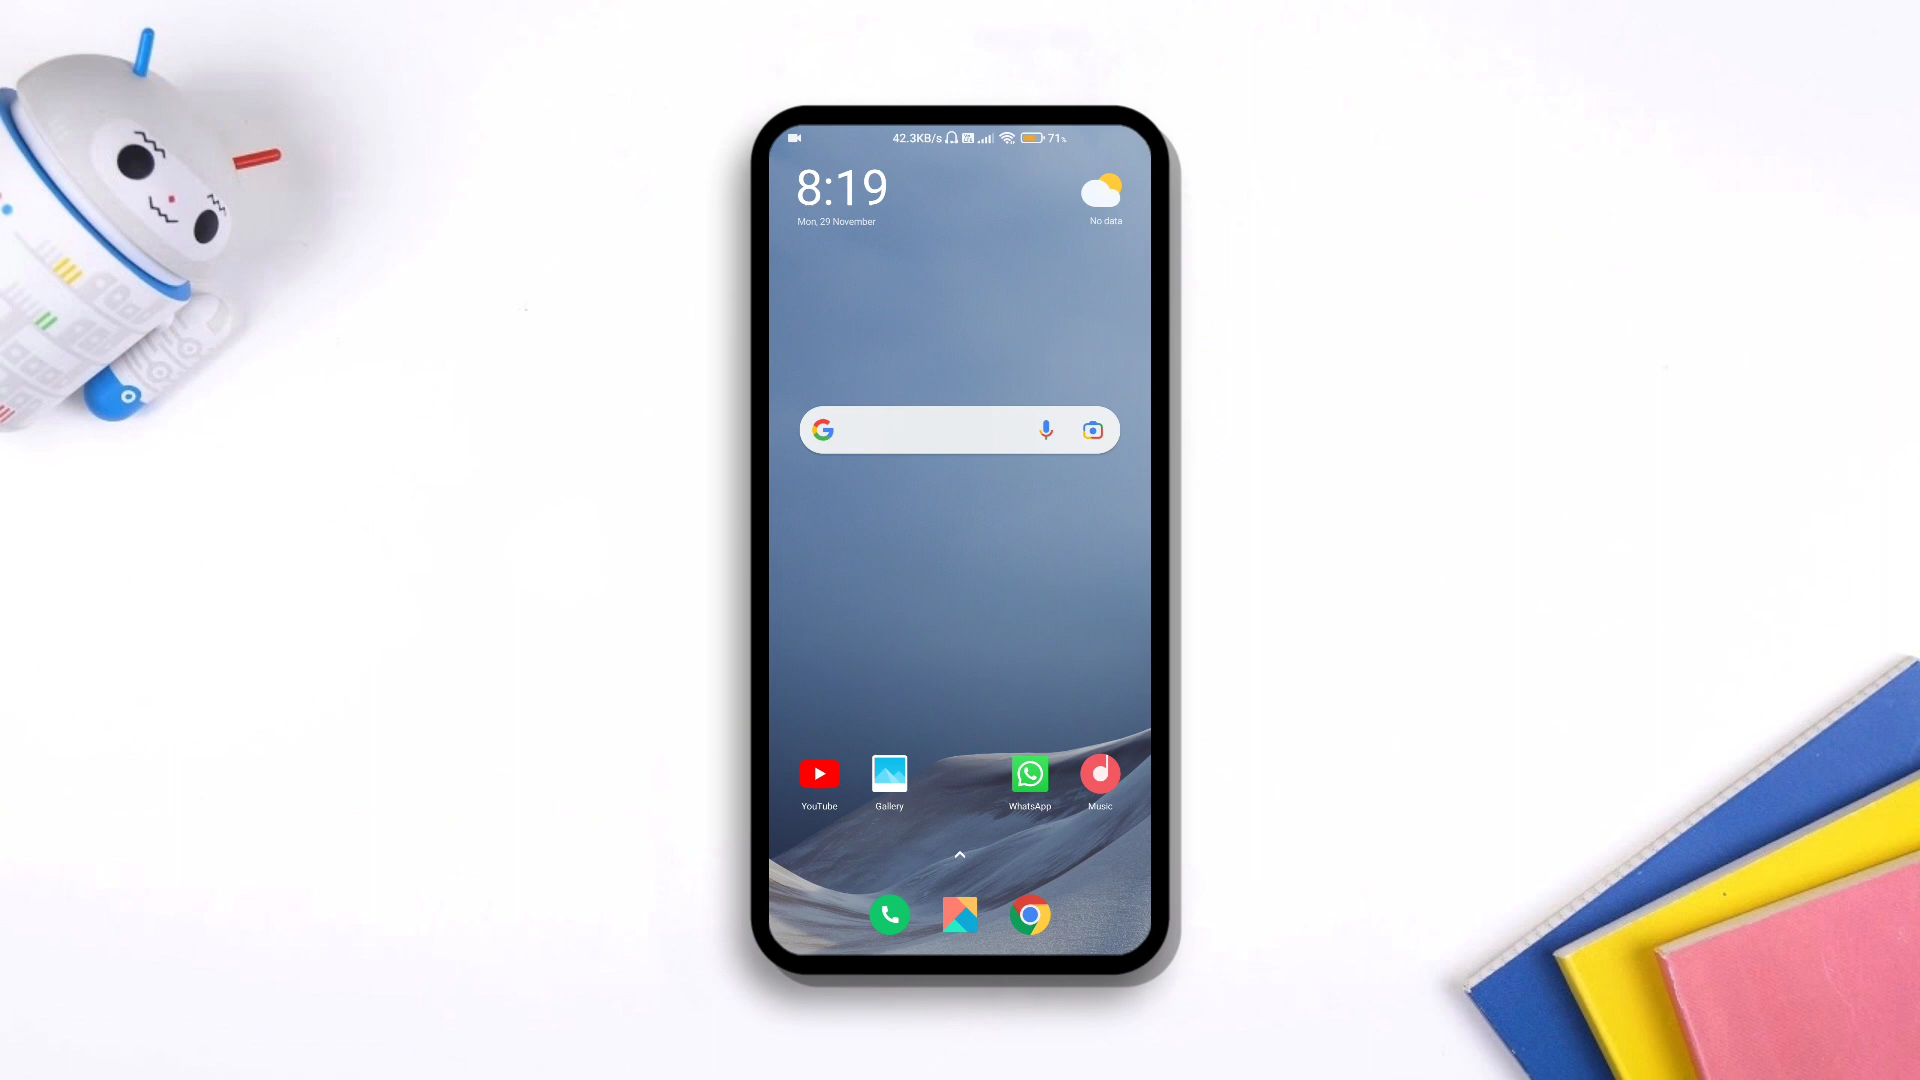 42.3KB/s 71%
8:19
Mon, 29 November
No data
YouTube
Gallery
WhatsApp
Music